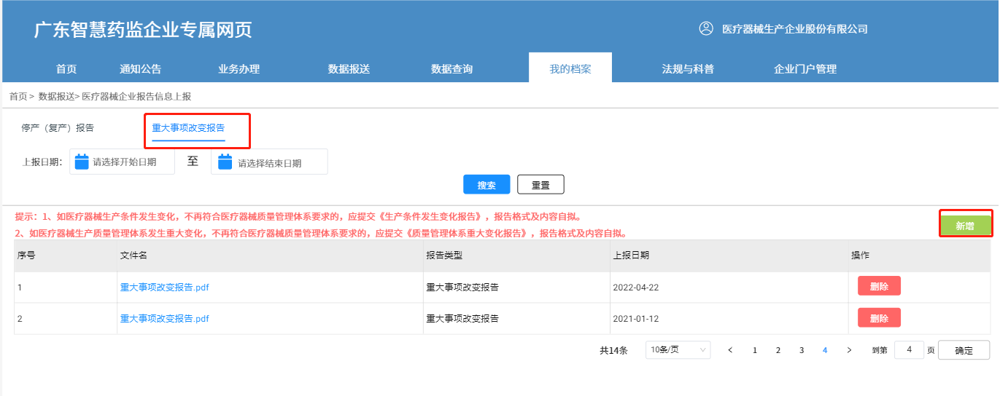 广东智慧药监企业专属网页
医疗器械生产企业股份有限公司
首页 通知公告 业务办理 数据报送 数据查询 我的档案 法规与科普 企业门户管理
首页 > 数据报送> 医疗器械企业报告信息上报
停产（复产）报告 重大事项改变报告
上报日期： 请选择开始日期 至 请选择结束日期
搜索 重置
提示：1、如医疗器械生产条件发生变化，不再符合医疗器械质量管理体系要求的，应提交《生产条件发生变化报告》，报告格式及内容自拟。
新增
2、如医疗器械生产质量管理体系发生重大变化，不再符合医疗器械质量管理体系要求的，应提交《质量管理体系重大变化报告》，报告格式及内容自拟。
序号 文件名 报告类型 上报日期 操作
1 重大事项改变报告.pdf 重大事项改变报告 2022-04-22 删除
2 重大事项改变报告.pdf 重大事项改变报告 2021-01-12 删除
共14条 10条/页 < 1 2 3 4 > 到第 4 页 确定